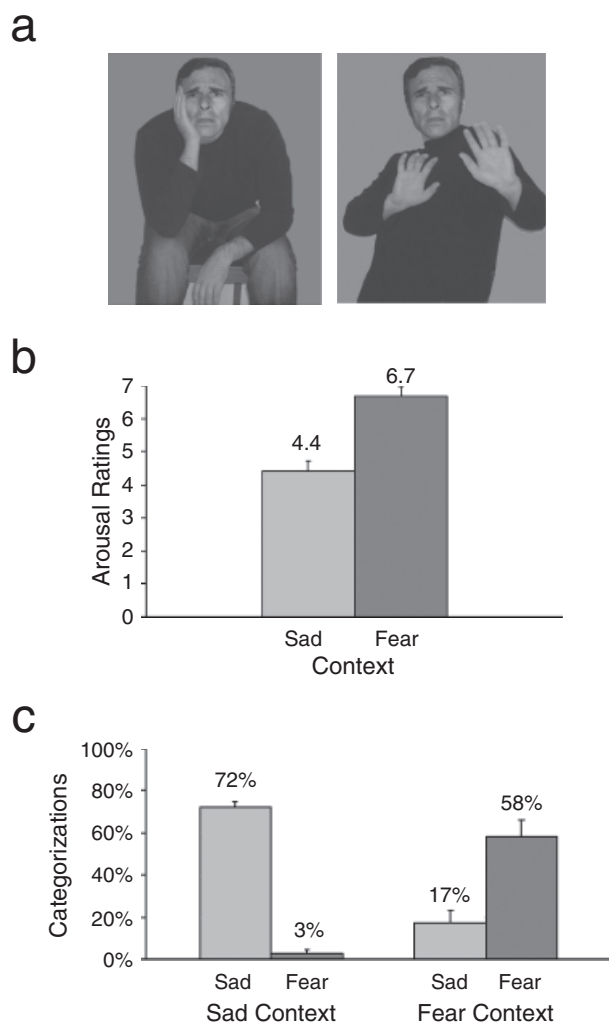 a
b
7
6
5
4
3
2
1
0
Arousal Ratings
4.4
6.7
Sad
Fear
Context
c
100%
80%
60%
40%
20%
0%
Categorizations
72%
3%
17%
58%
Sad
Fear
Sad
Fear
Sad Context
Fear Context